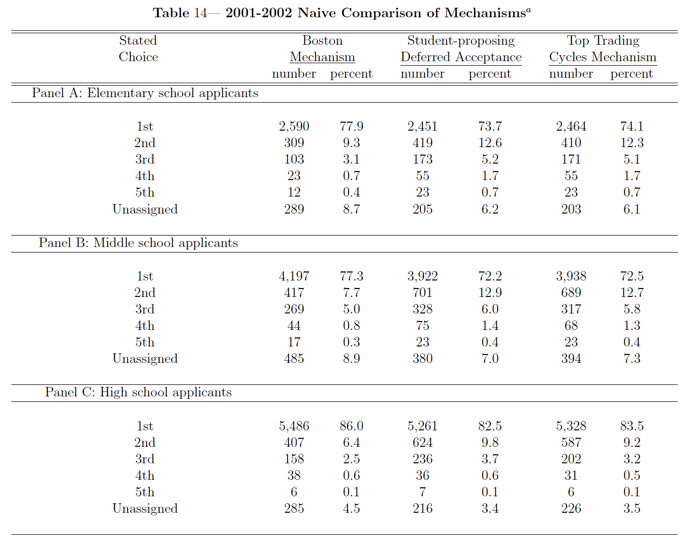 Table 14— 2001-2002 Naive Comparison of Mechanismsᵃ
Stated Boston Student-proposing Top Trading
Choice Mechanism Deferred Acceptance Cycles Mechanism
number percent number percent number percent
Panel A: Elementary school applicants
1st 2,590 77.9 2,451 73.7 2,464 74.1
2nd 309 9.3 419 12.6 410 12.3
3rd 103 3.1 173 5.2 171 5.1
4th 23 0.7 55 1.7 55 1.7
5th 12 0.4 23 0.7 23 0.7
Unassigned 289 8.7 205 6.2 203 6.1
Panel B: Middle school applicants
1st 4,197 77.3 3,922 72.2 3,938 72.5
2nd 417 7.7 701 12.9 689 12.7
3rd 269 5.0 328 6.0 317 5.8
4th 44 0.8 75 1.4 68 1.3
5th 17 0.3 23 0.4 23 0.4
Unassigned 485 8.9 380 7.0 394 7.3
Panel C: High school applicants
1st 5,486 86.0 5,261 82.5 5,328 83.5
2nd 407 6.4 624 9.8 587 9.2
3rd 158 2.5 236 3.7 202 3.2
4th 38 0.6 36 0.6 31 0.5
5th 6 0.1 7 0.1 6 0.1
Unassigned 285 4.5 216 3.4 226 3.5